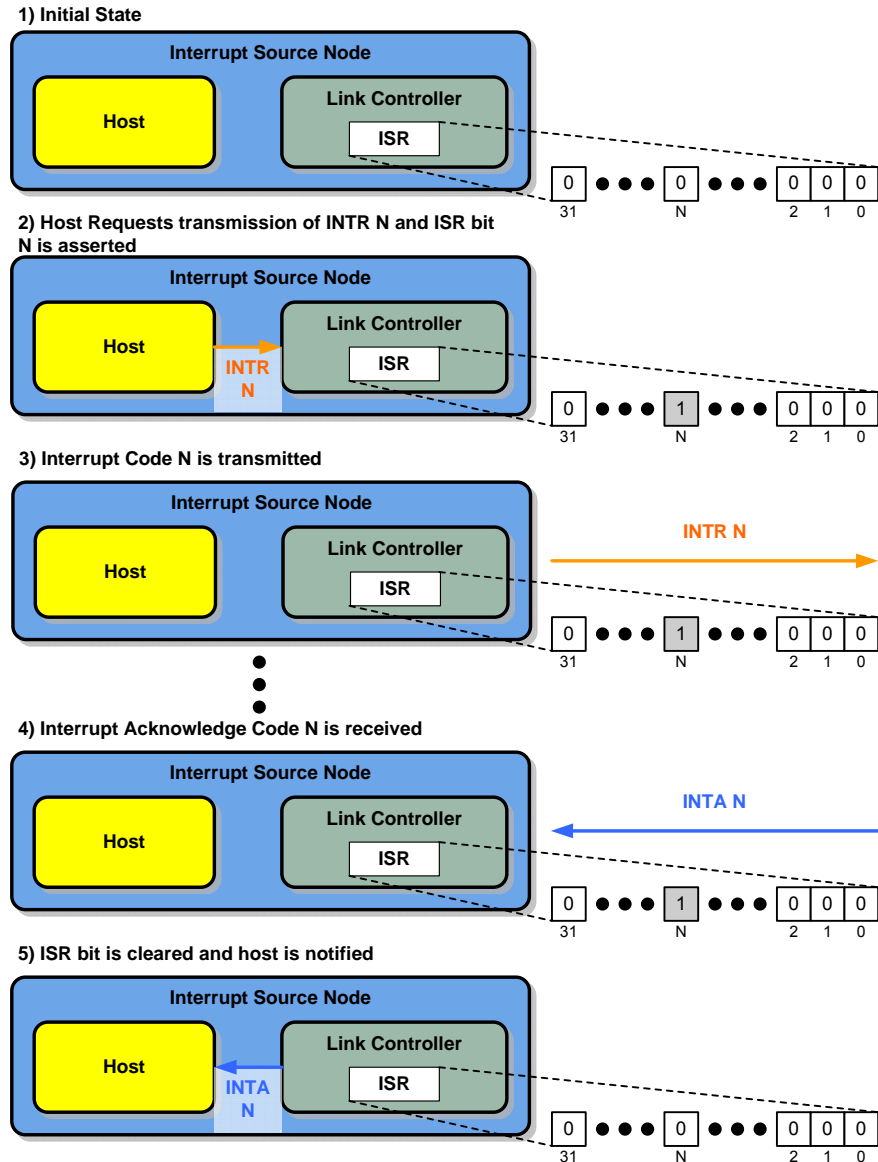 1) Initial State
Interrupt Source Node
Host
Link Controller
ISR
0 0 0 0 0
31 N 2 1 0
2) Host Requests transmission of INTR N and ISR bit
N is asserted
Interrupt Source Node
Host
INTR
N
Link Controller
ISR
0 1 0 0 0
31 N 2 1 0
3) Interrupt Code N is transmitted
Interrupt Source Node
Host
Link Controller
ISR
INTR N
0 1 0 0 0
31 N 2 1 0
4) Interrupt Acknowledge Code N is received
Interrupt Source Node
Host
Link Controller
ISR
INTA N
0 1 0 0 0
31 N 2 1 0
5) ISR bit is cleared and host is notified
Interrupt Source Node
Host
INTA
N
Link Controller
ISR
0 0 0 0 0
31 N 2 1 0